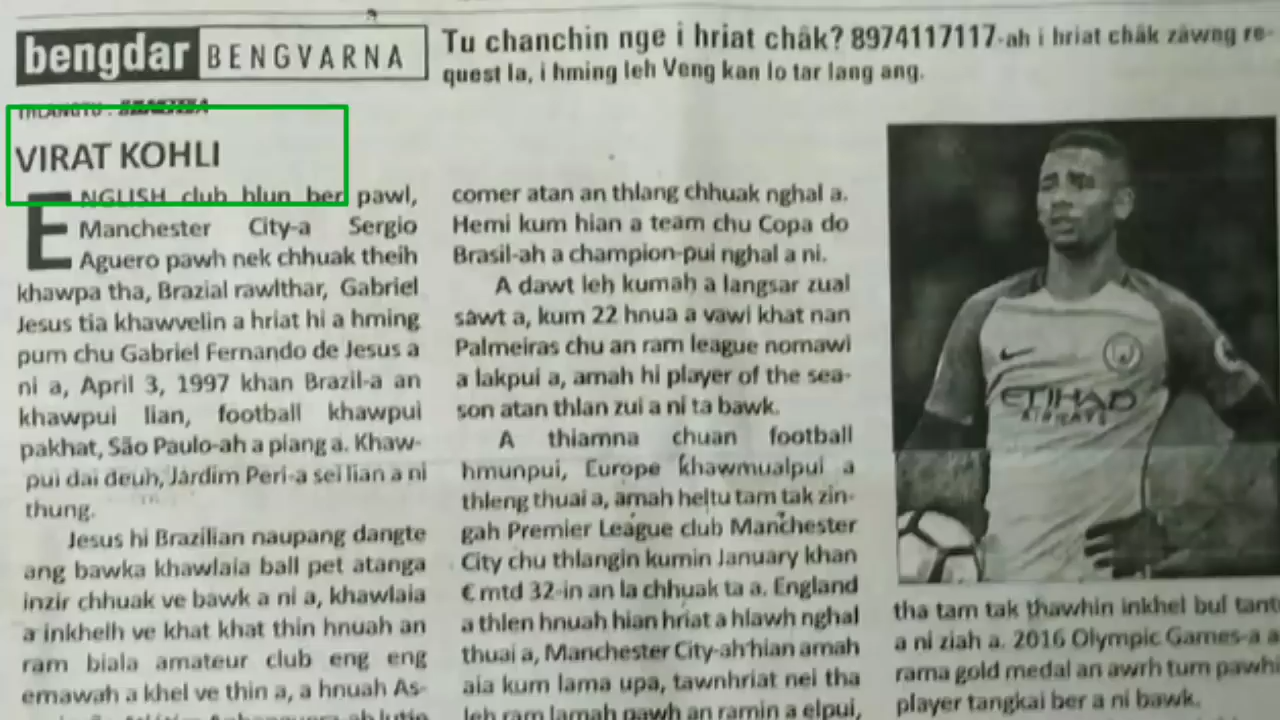 bengdar BENGVARNA
Tu chanchin nge i hriat châk? 8974117117-ah i hriat châk zâwng re-
quest la, i hming leh Veng kan lo tar lang ang.
THLANGTU :
VIRAT KOHLI
ENGLISH club hlun ber pawl,
Manchester City-a Sergio
Aguero pawh nek chhuak theih
khawpa tha, Brazial rawlthar, Gabriel
Jesus tia khawvelin a hriat hi a hming
pum chu Gabriel Fernando de Jesus a
ni a, April 3, 1997 khan Brazil-a an
khawpui lian, football khawpui
pakhat, São Paulo-ah a piang a. Khaw-
pui dai deuh, Jardim Peri-a sei lian a ni
thung.
Jesus hi Brazilian naupang dangte
ang bawka khawlaia ball pet atanga
inzir chhuak ve bawk a ni a, khawlaia
a inkhelh ve khat khat thin hnuah an
ram biala amateur club eng eng
emawah a khel ve thin a, a hnuah As-
comer atan an thlang chhuak nghal a.
Hemi kum hian a team chu Copa do
Brasil-ah a champion-pui nghal a ni.
A dawt leh kumah a langsar zual
sâwt a, kum 22 hnua a vawi khat nan
Palmeiras chu an ram league nomawi
a lakpui a, amah hi player of the sea-
son atan thlan zui a ni ta bawk.
A thiamna chuan football
hmunpui, Europe khawmualpui a
thleng thuai a, amah heltu tam tak zin-
gah Premier League club Manchester
City chu thlangin kumin January khan
€ mtd 32-in an la chhuak ta a. England
a thlen hnuah hian hriat a hlawh nghal
thuai a, Manchester City-ah hian amah
aia kum lama upa, tawnhriat nei tha
leh ram lamah pawh an ramin a elpui,
ETIHAD
AIRWAYS
tha tam tak thawhin inkhel bul tant
a ni ziah a. 2016 Olympic Games-a a
rama gold medal an awrh tum pawhi
player tangkai ber a ni bawk.